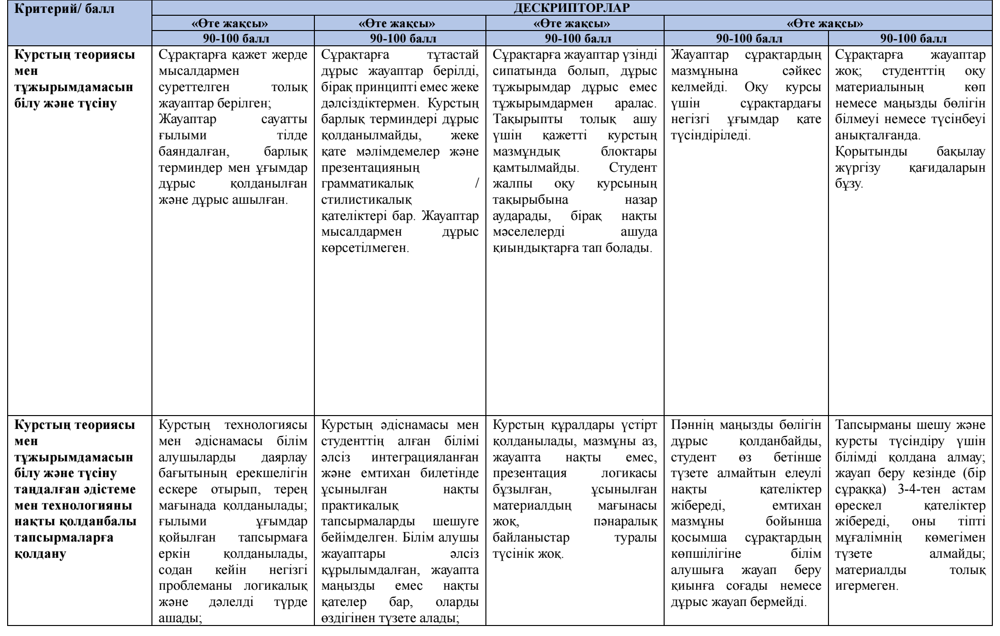 Критерий/ балл
ДЕСКРИПТОРЛАР
«Өте жақсы»
«Өте жақсы»
«Өте жақсы»
«Өте жақсы»
90-100 балл
90-100 балл
90-100 балл
90-100 балл
90-100 балл
Курстың теориясы
мен
тұжырымдамасын
білу және түсіну
Сұрақтарға қажет жерде
мысалдармен
суреттелген толық
жауаптар берілген;
Жауаптар сауатты
ғылыми тілде
баяндалған, барлық
терминдер мен ұғымдар
дұрыс қолданылған
және дұрыс ашылған.
Сұрақтарға тұтастай
дұрыс жауаптар берілді,
бірақ принципті емес жеке
дәлсіздіктермен. Курстың
барлық терминдері дұрыс
қолданылмайды, жеке
қате мәлімдемелер және
презентацияның
грамматикалық /
стилистикалық
қателіктері бар. Жауаптар
мысалдармен дұрыс
көрсетілмеген.
Сұрақтарға жауаптар үзінді
сипатында болып, дұрыс
тұжырымдар дұрыс емес
тұжырымдармен аралас.
Тақырыпты толық ашу
үшін қажетті курстың
мазмұндық блоктары
қамтылмайды. Студент
жалпы оқу курсының
тақырыбына назар
аударады, бірақ нақты
мәселелерді ашуда
қиындықтарға тап болады.
Жауаптар сұрақтардың
мазмұнына сәйкес
келмейді. Оқу курсы
үшін сұрақтардағы
негізгі ұғымдар қате
түсіндіріледі.
Сұрақтарға жауаптар
жоқ; студенттің оқу
материалының көп
немесе маңызды бөлігін
білмеуі немесе түсінбеуі
анықталғанда.
Қорытынды бақылау
жүргізу қағидаларын
бұзу.
Курстың теориясы
мен
тұжырымдамасын
білу және түсіну
таңдалған әдістеме
мен технологияны
нақты қолданбалы
тапсырмаларға
қолдану
Курстың технологиясы
мен әдіснамасы білім
алушыларды даярлау
бағытының ерекшелігін
ескере отырып, терең
мағынада қолданылады;
ғылыми ұғымдар
қойылған тапсырмаға
еркін қолданылады,
содан кейін негізгі
проблеманы логикалық
және дәлелді түрде
ашады;
Курстың әдіснамасы мен
студенттің алған білімі
әлсіз интеграцияланған
және емтихан билетінде
ұсынылған нақты
практикалық
тапсырмаларды шешуге
бейімделген. Білім алушы
жауаптары әлсіз
құрылымдалған, жауапта
маңызды емес нақты
қателер бар, оларды
өздігінен түзете алады;
Курстың құралдары үстірт
қолданылады, мазмұны аз,
жауапта нақты емес,
презентация логикасы
бұзылған, ұсынылған
материалдың мағынасы
жоқ, пәнаралық
байланыстар туралы
түсінік жоқ.
Пәннің маңызды бөлігін
дұрыс қолданбайды,
студент өз бетінше
түзете алмайтын елеулі
нақты қателіктер
жібереді, емтихан
мазмұны бойынша
қосымша сұрақтардың
көпшілігіне білім
алушыға жауап беру
қиынға соғады немесе
дұрыс жауап бермейді.
Тапсырманы шешу және
курсты түсіндіру үшін
білімді қолдана алмау;
жауап беру кезінде (бір
сұраққа) 3-4-тен астам
өрескел қателіктер
жібереді, оны тіпті
мұғалімнің көмегімен
түзете алмайды;
материалды толық
игермеген.